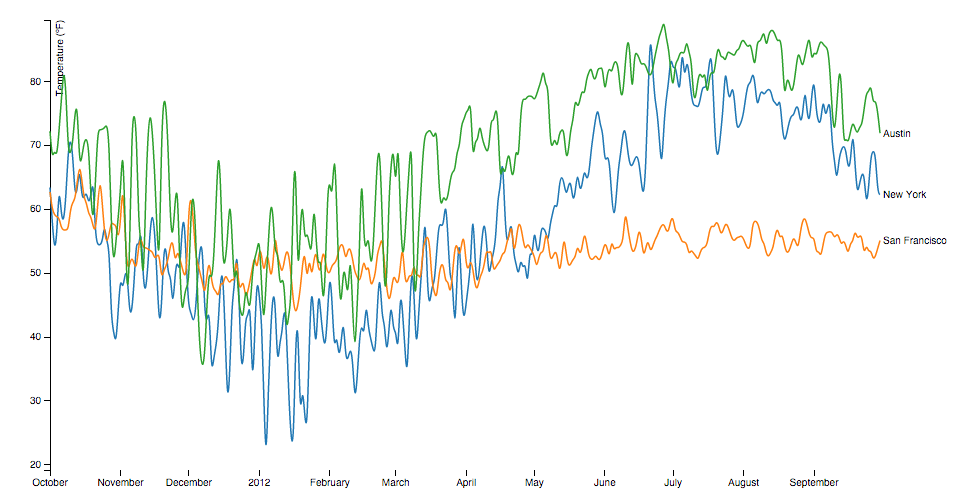 Temperature (ºF)
80
70
60
50
40
30
20
Austin
New York
San Francisco
October November December 2012 February March April May June July August September